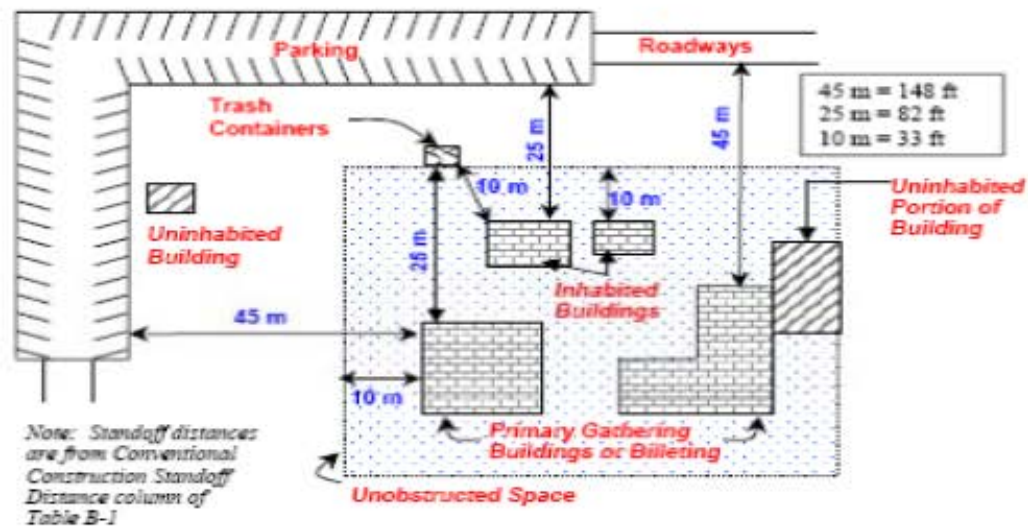 Parking
Roadways
45 m = 148 ft
25 m = 82 ft
10 m = 33 ft
Trash
Containers
25 m
45 m
10 m
10 m
Uninhabited
Portion of
Building
Uninhabited
Building
25 m
Inhabited
Buildings
45 m
10 m
Note: Standoff distances
are from Conventional
Construction Standoff
Distance column of
Table B-1
Primary Gathering
Buildings or Billeting
Unobstructed Space